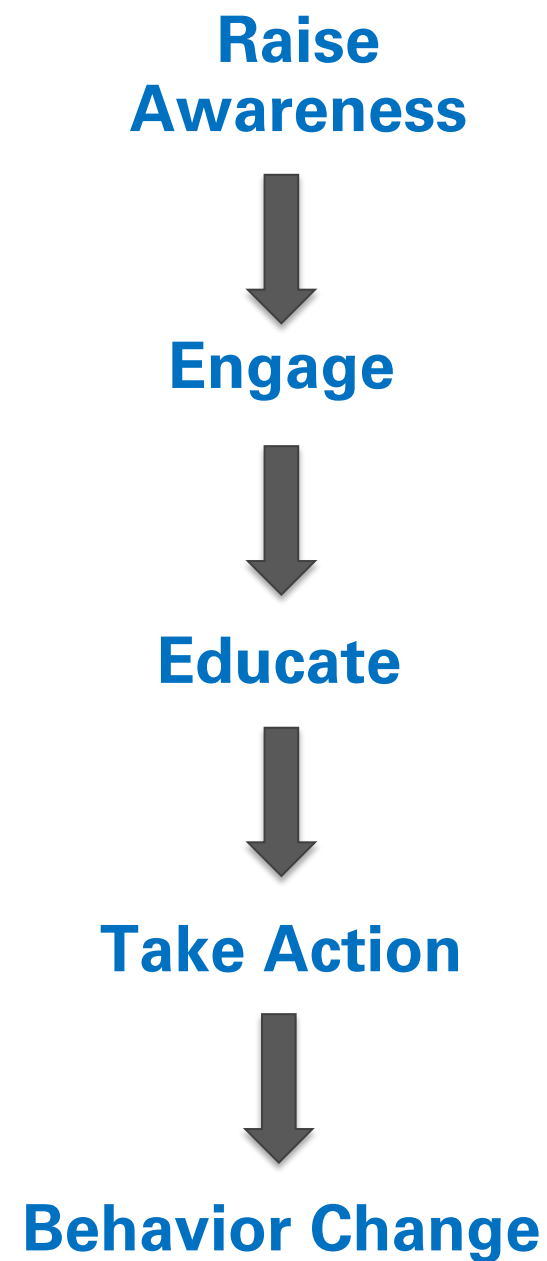 Raise
Awareness
Engage
Educate
Take Action
Behavior Change